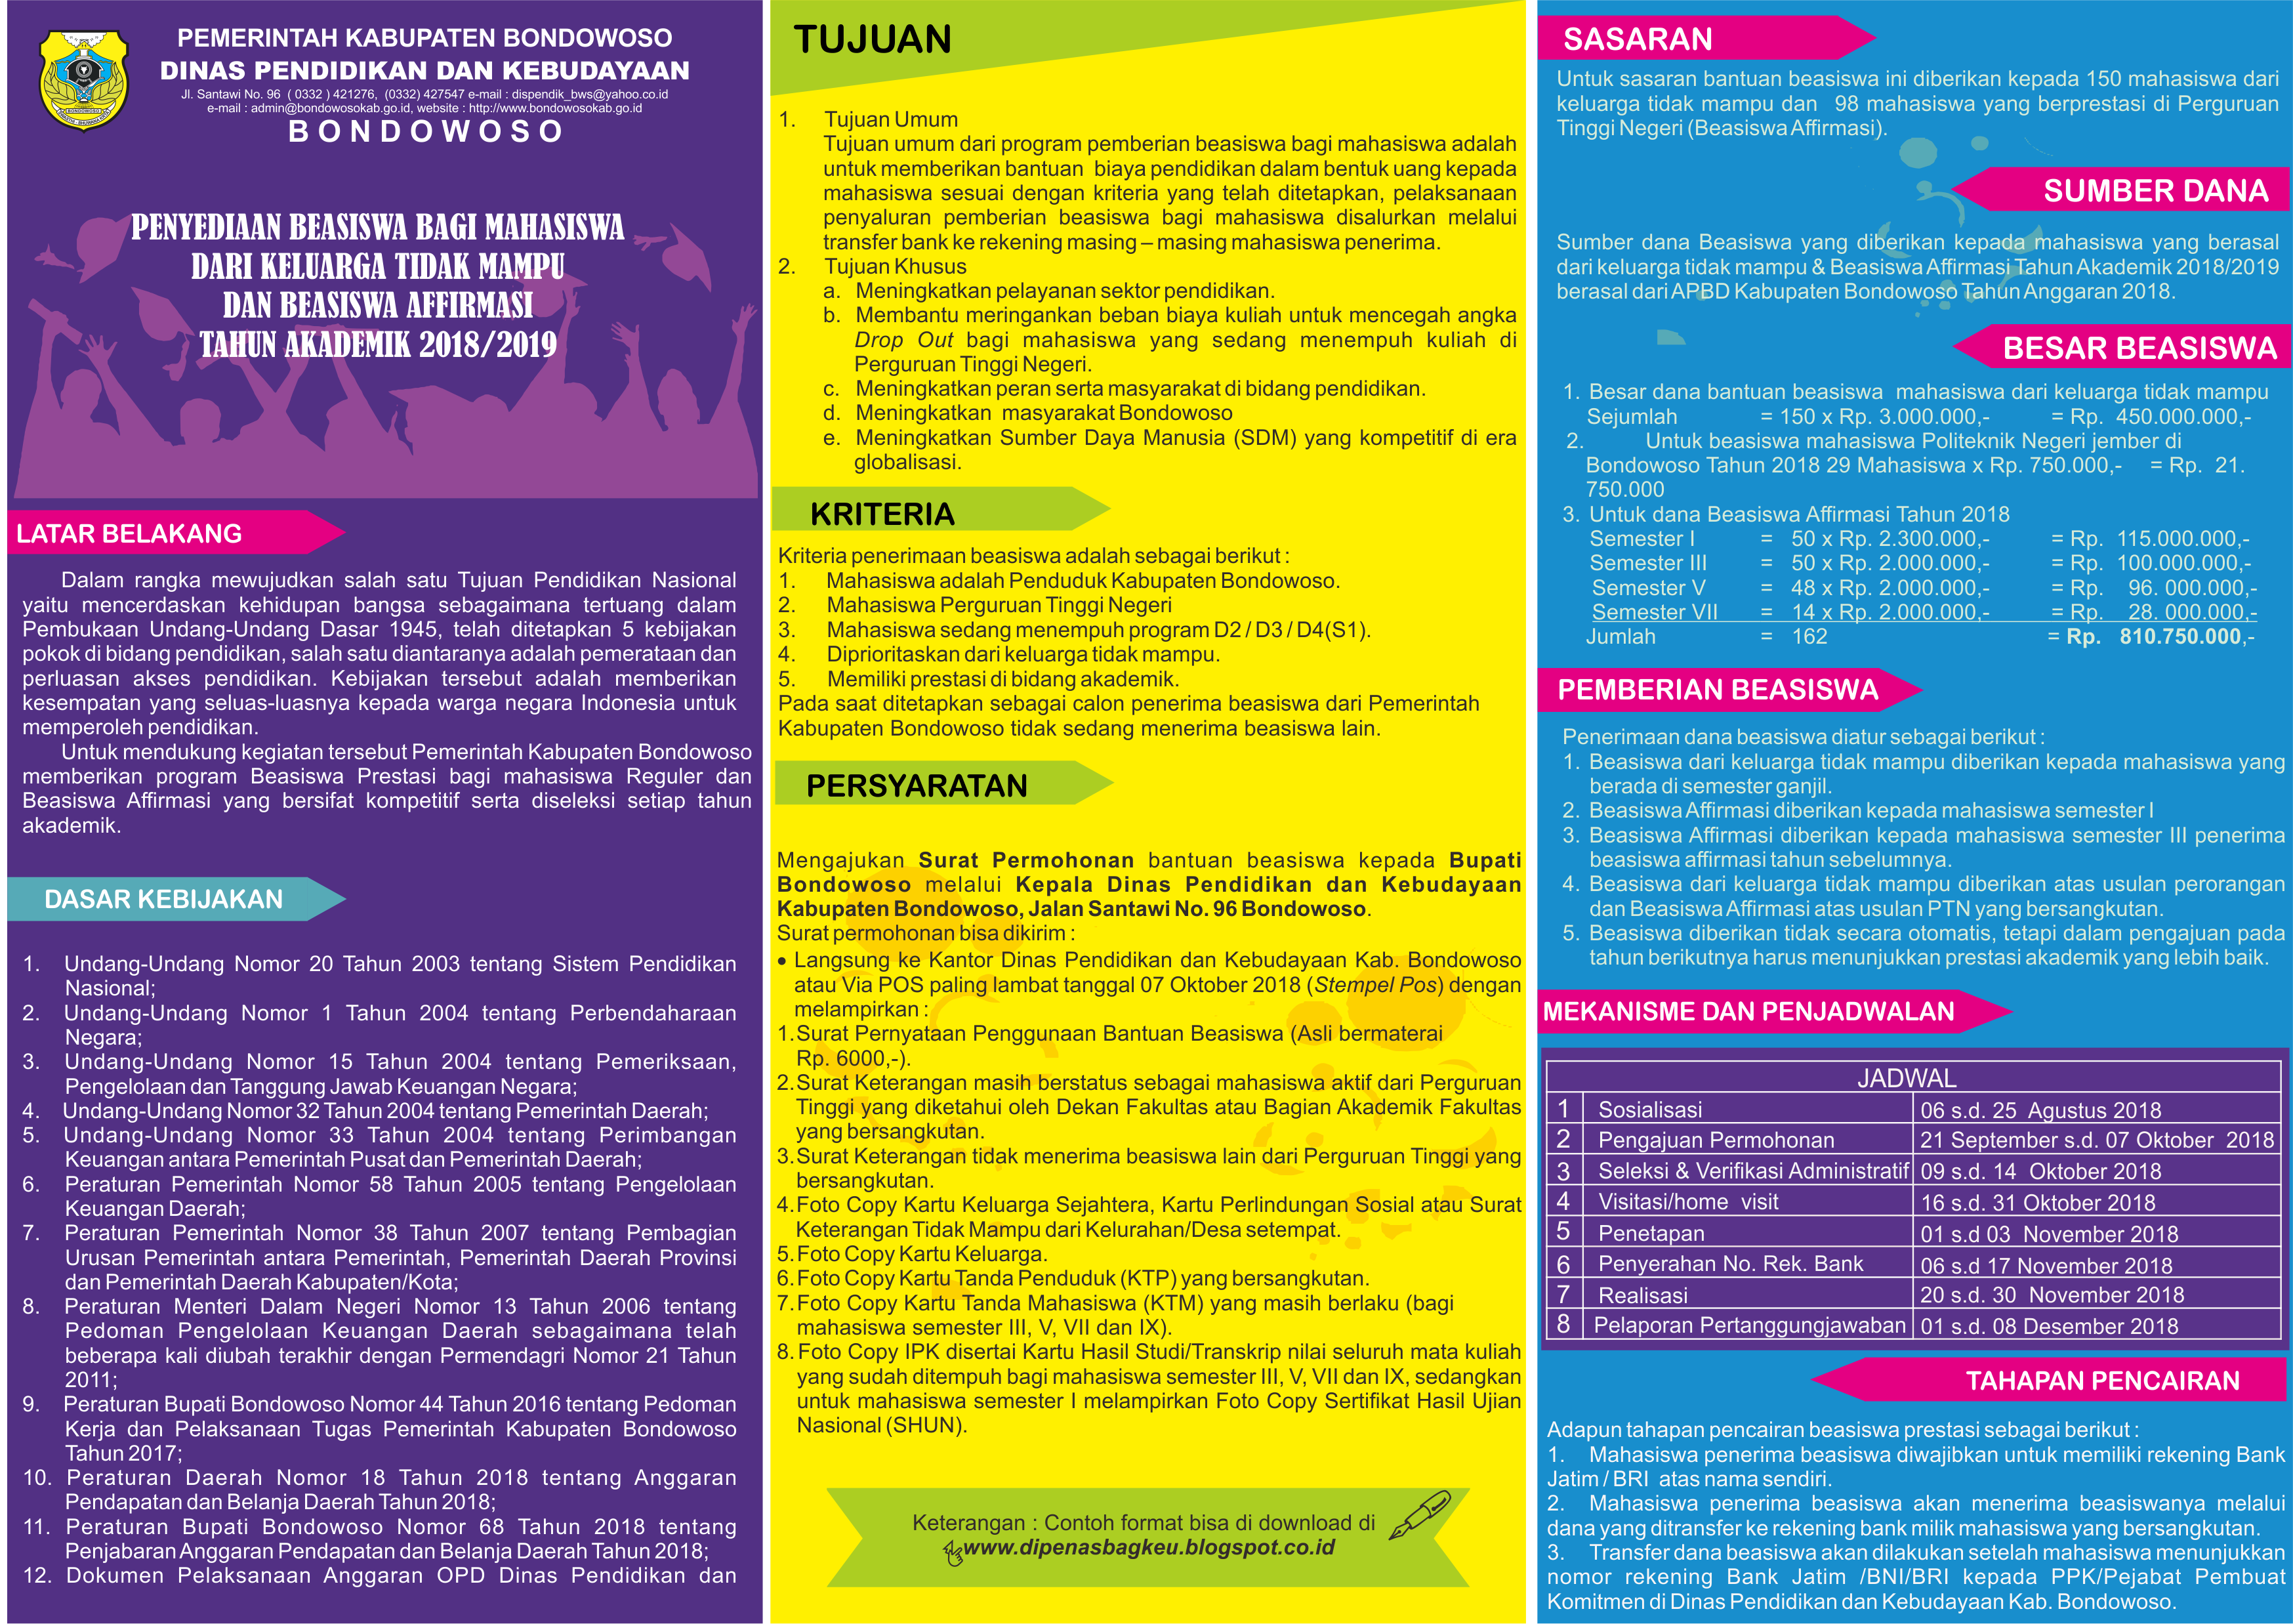 PEMERINTAH KABUPATEN BONDOWOSO
DINAS PENDIDIKAN DAN KEBUDAYAAN
Jl. Santawi No. 96 ( 0332 ) 421276, (0332) 427547 e-mail : dispendik_bws@yahoo.co.id
e-mail : admin@bondowosokab.go.id, website : http://www.bondowosokab.go.id
BONDOWOSO
PENYEDIAAN BEASISWA BAGI MAHASISWA
DARI KELUARGA TIDAK MAMPU
DAN BEASISWA AFFIRMASI
TAHUN AKADEMIK 2018/2019
LATAR BELAKANG
Dalam rangka mewujudkan salah satu Tujuan Pendidikan Nasional
yaitu mencerdaskan kehidupan bangsa sebagaimana tertuang dalam
Pembukaan Undang-Undang Dasar 1945, telah ditetapkan 5 kebijakan
pokok di bidang pendidikan, salah satu diantaranya adalah pemerataan dan
perluasan akses pendidikan. Kebijakan tersebut adalah memberikan
kesempatan yang seluas-luasnya kepada warga negara Indonesia untuk
memperoleh pendidikan.
Untuk mendukung kegiatan tersebut Pemerintah Kabupaten Bondowoso
memberikan program Beasiswa Prestasi bagi mahasiswa Reguler dan
Beasiswa Affirmasi yang bersifat kompetitif serta diseleksi setiap tahun
akademik.
DASAR KEBIJAKAN
1. Undang-Undang Nomor 20 Tahun 2003 tentang Sistem Pendidikan
Nasional;
2. Undang-Undang Nomor 1 Tahun 2004 tentang Perbendaharaan
Negara;
3. Undang-Undang Nomor 15 Tahun 2004 tentang Pemeriksaan,
Pengelolaan dan Tanggung Jawab Keuangan Negara;
4. Undang-Undang Nomor 32 Tahun 2004 tentang Pemerintah Daerah;
5. Undang-Undang Nomor 33 Tahun 2004 tentang Perimbangan
Keuangan antara Pemerintah Pusat dan Pemerintah Daerah;
6. Peraturan Pemerintah Nomor 58 Tahun 2005 tentang Pengelolaan
Keuangan Daerah;
7. Peraturan Pemerintah Nomor 38 Tahun 2007 tentang Pembagian
Urusan Pemerintah antara Pemerintah, Pemerintah Daerah Provinsi
dan Pemerintah Daerah Kabupaten/Kota;
8. Peraturan Menteri Dalam Negeri Nomor 13 Tahun 2006 tentang
Pedoman Pengelolaan Keuangan Daerah sebagaimana telah
beberapa kali diubah terakhir dengan Permendagri Nomor 21 Tahun
2011;
9. Peraturan Bupati Bondowoso Nomor 44 Tahun 2016 tentang Pedoman
Kerja dan Pelaksanaan Tugas Pemerintah Kabupaten Bondowoso
Tahun 2017;
10. Peraturan Daerah Nomor 18 Tahun 2018 tentang Anggaran
Pendapatan dan Belanja Daerah Tahun 2018;
11. Peraturan Bupati Bondowoso Nomor 68 Tahun 2018 tentang
Penjabaran Anggaran Pendapatan dan Belanja Daerah Tahun 2018;
12. Dokumen Pelaksanaan Anggaran OPD Dinas Pendidikan dan
TUJUAN
1. Tujuan Umum
Tujuan umum dari program pemberian beasiswa bagi mahasiswa adalah
untuk memberikan bantuan biaya pendidikan dalam bentuk uang kepada
mahasiswa sesuai dengan kriteria yang telah ditetapkan, pelaksanaan
penyaluran pemberian beasiswa bagi mahasiswa disalurkan melalui
transfer bank ke rekening masing – masing mahasiswa penerima.
2. Tujuan Khusus
a. Meningkatkan pelayanan sektor pendidikan.
b. Membantu meringankan beban biaya kuliah untuk mencegah angka
Drop Out bagi mahasiswa yang sedang menempuh kuliah di
Perguruan Tinggi Negeri.
c. Meningkatkan peran serta masyarakat di bidang pendidikan.
d. Meningkatkan masyarakat Bondowoso
e. Meningkatkan Sumber Daya Manusia (SDM) yang kompetitif di era
globalisasi.
KRITERIA
Kriteria penerimaan beasiswa adalah sebagai berikut :
1. Mahasiswa adalah Penduduk Kabupaten Bondowoso.
2. Mahasiswa Perguruan Tinggi Negeri
3. Mahasiswa sedang menempuh program D2 / D3 / D4(S1).
4. Diprioritaskan dari keluarga tidak mampu.
5. Memiliki prestasi di bidang akademik.
Pada saat ditetapkan sebagai calon penerima beasiswa dari Pemerintah
Kabupaten Bondowoso tidak sedang menerima beasiswa lain.
PERSYARATAN
Mengajukan Surat Permohonan bantuan beasiswa kepada Bupati
Bondowoso melalui Kepala Dinas Pendidikan dan Kebudayaan
Kabupaten Bondowoso, Jalan Santawi No. 96 Bondowoso.
Surat permohonan bisa dikirim :
• Langsung ke Kantor Dinas Pendidikan dan Kebudayaan Kab. Bondowoso
atau Via POS paling lambat tanggal 07 Oktober 2018 (Stempel Pos) dengan
melampirkan :
1.Surat Pernyataan Penggunaan Bantuan Beasiswa (Asli bermaterai
Rp. 6000,-).
2.Surat Keterangan masih berstatus sebagai mahasiswa aktif dari Perguruan
Tinggi yang diketahui oleh Dekan Fakultas atau Bagian Akademik Fakultas
yang bersangkutan.
3.Surat Keterangan tidak menerima beasiswa lain dari Perguruan Tinggi yang
bersangkutan.
4.Foto Copy Kartu Keluarga Sejahtera, Kartu Perlindungan Sosial atau Surat
Keterangan Tidak Mampu dari Kelurahan/Desa setempat.
5.Foto Copy Kartu Keluarga.
6.Foto Copy Kartu Tanda Penduduk (KTP) yang bersangkutan.
7.Foto Copy Kartu Tanda Mahasiswa (KTM) yang masih berlaku (bagi
mahasiswa semester III, V, VII dan IX).
8.Foto Copy IPK disertai Kartu Hasil Studi/Transkrip nilai seluruh mata kuliah
yang sudah ditempuh bagi mahasiswa semester III, V, VII dan IX, sedangkan
untuk mahasiswa semester I melampirkan Foto Copy Sertifikat Hasil Ujian
Nasional (SHUN).
Keterangan : Contoh format bisa di download di
www.dipenasbagkeu.blogspot.co.id
SASARAN
Untuk sasaran bantuan beasiswa ini diberikan kepada 150 mahasiswa dari
keluarga tidak mampu dan 98 mahasiswa yang berprestasi di Perguruan
Tinggi Negeri (Beasiswa Affirmasi).
SUMBER DANA
Sumber dana Beasiswa yang diberikan kepada mahasiswa yang berasal
dari keluarga tidak mampu & Beasiswa Affirmasi Tahun Akademik 2018/2019
berasal dari APBD Kabupaten Bondowoso Tahun Anggaran 2018.
BESAR BEASISWA
1. Besar dana bantuan beasiswa mahasiswa dari keluarga tidak mampu
Sejumlah = 150 x Rp. 3.000.000,- = Rp. 450.000.000,-
2. Untuk beasiswa mahasiswa Politeknik Negeri jember di
Bondowoso Tahun 2018 29 Mahasiswa x Rp. 750.000,- = Rp. 21.
750.000
3. Untuk dana Beasiswa Affirmasi Tahun 2018
Semester I = 50 x Rp. 2.300.000,- = Rp. 115.000.000,-
Semester III = 50 x Rp. 2.000.000,- = Rp. 100.000.000,-
Semester V = 48 x Rp. 2.000.000,- = Rp. 96. 000.000,-
Semester VII = 14 x Rp. 2.000.000,- = Rp. 28. 000.000,-
Jumlah = 162 = Rp. 810.750.000,-
PEMBERIAN BEASISWA
Penerimaan dana beasiswa diatur sebagai berikut :
1. Beasiswa dari keluarga tidak mampu diberikan kepada mahasiswa yang
berada di semester ganjil.
2. Beasiswa Affirmasi diberikan kepada mahasiswa semester I
3. Beasiswa Affirmasi diberikan kepada mahasiswa semester III penerima
beasiswa affirmasi tahun sebelumnya.
4. Beasiswa dari keluarga tidak mampu diberikan atas usulan perorangan
dan Beasiswa Affirmasi atas usulan PTN yang bersangkutan.
5. Beasiswa diberikan tidak secara otomatis, tetapi dalam pengajuan pada
tahun berikutnya harus menunjukkan prestasi akademik yang lebih baik.
MEKANISME DAN PENJADWALAN
JADWAL
1 Sosialisasi 06 s.d. 25 Agustus 2018
2 Pengajuan Permohonan 21 September s.d. 07 Oktober 2018
3 Seleksi & Verifikasi Administratif 09 s.d. 14 Oktober 2018
4 Visitasi/home visit 16 s.d. 31 Oktober 2018
5 Penetapan 01 s.d 03 November 2018
6 Penyerahan No. Rek. Bank 06 s.d 17 November 2018
7 Realisasi 20 s.d. 30 November 2018
8 Pelaporan Pertanggungjawaban 01 s.d. 08 Desember 2018
TAHAPAN PENCAIRAN
Adapun tahapan pencairan beasiswa prestasi sebagai berikut :
1. Mahasiswa penerima beasiswa diwajibkan untuk memiliki rekening Bank
Jatim / BRI atas nama sendiri.
2. Mahasiswa penerima beasiswa akan menerima beasiswanya melalui
dana yang ditransfer ke rekening bank milik mahasiswa yang bersangkutan.
3. Transfer dana beasiswa akan dilakukan setelah mahasiswa menunjukkan
nomor rekening Bank Jatim /BNI/BRI kepada PPK/Pejabat Pembuat
Komitmen di Dinas Pendidikan dan Kebudayaan Kab. Bondowoso.